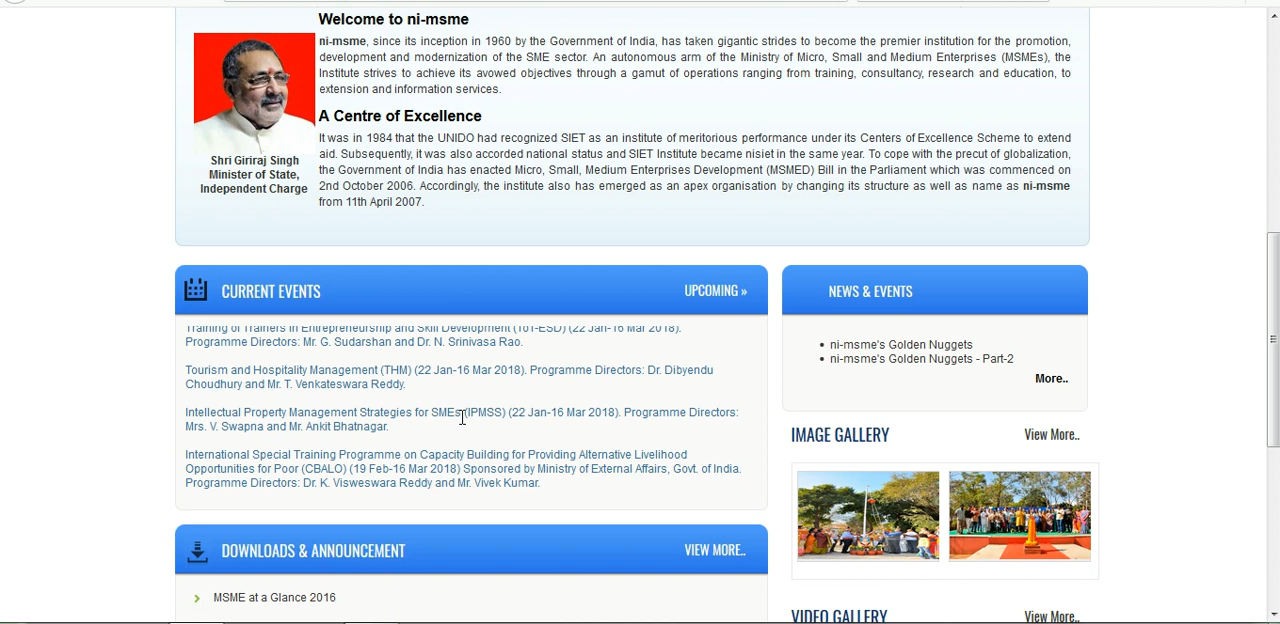 Welcome to ni-msme
ni-msme, since its inception in 1960 by the Government of India, has taken gigantic strides to become the premier institution for the promotion,
development and modernization of the SME sector. An autonomous arm of the Ministry of Micro, Small and Medium Enterprises (MSMEs), the
Institute strives to achieve its avowed objectives through a gamut of operations ranging from training, consultancy, research and education, to
extension and information services.
A Centre of Excellence
It was in 1984 that the UNIDO had recognized SIET as an institute of meritorious performance under its Centers of Excellence Scheme to extend
aid. Subsequently, it was also accorded national status and SIET Institute became nisiet in the same year. To cope with the precut of globalization,
the Government of India has enacted Micro, Small, Medium Enterprises Development (MSMED) Bill in the Parliament which was commenced on
2nd October 2006. Accordingly, the institute also has emerged as an apex organisation by changing its structure as well as name as ni-msme
from 11th April 2007.
Shri Giriraj Singh
Minister of State,
Independent Charge
CURRENT EVENTS
UPCOMING »
Training of Trainers in Entrepreneurship and Skill Development (ToT-ESD) (22 Jan-16 Mar 2018).
Programme Directors: Mr. G. Sudarshan and Dr. N. Srinivasa Rao.
Tourism and Hospitality Management (THM) (22 Jan-16 Mar 2018). Programme Directors: Dr. Dibyendu
Choudhury and Mr. T. Venkateswara Reddy.
Intellectual Property Management Strategies for SMEs (IPMSS) (22 Jan-16 Mar 2018). Programme Directors:
Mrs. V. Swapna and Mr. Ankit Bhatnagar.
International Special Training Programme on Capacity Building for Providing Alternative Livelihood
Opportunities for Poor (CBALO) (19 Feb-16 Mar 2018) Sponsored by Ministry of External Affairs, Govt. of India.
Programme Directors: Dr. K. Visweswara Reddy and Mr. Vivek Kumar.
NEWS & EVENTS
• ni-msme's Golden Nuggets
• ni-msme's Golden Nuggets - Part-2
More..
IMAGE GALLERY
View More..
DOWNLOADS & ANNOUNCEMENT
VIEW MORE..
MSME at a Glance 2016
VIDEO GALLERY
View More..